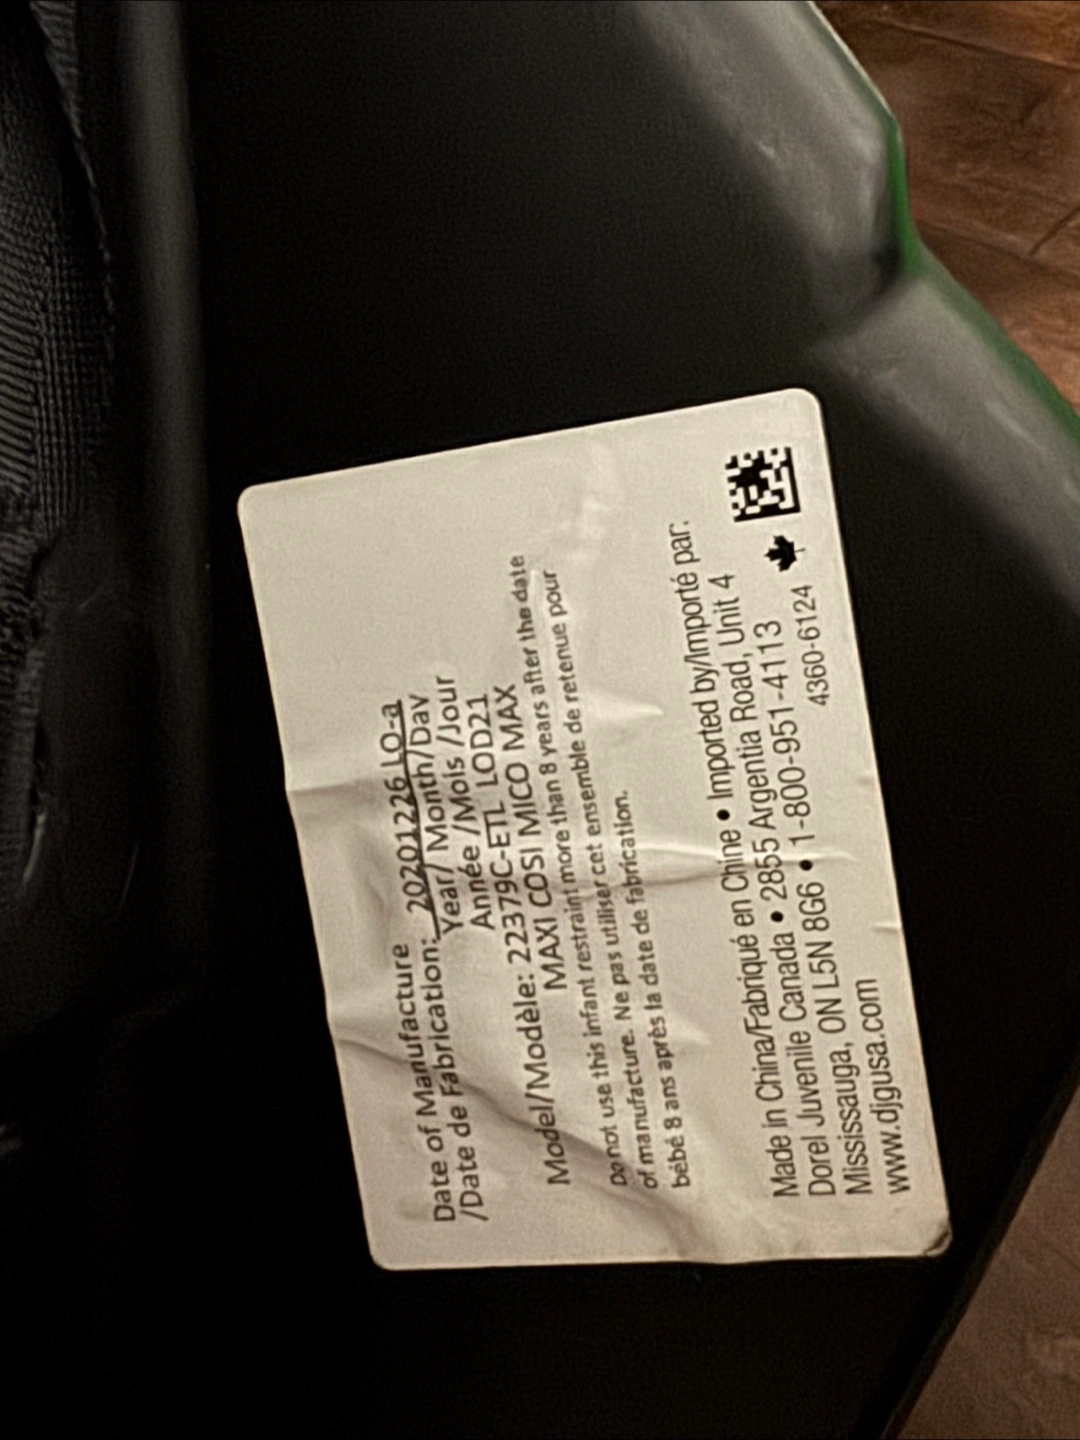 Date of Manufacture
/Date de Fabrication: 20201226 LO-a
Year/ Month/Day
Année /Mois /Jour
Model/Modèle: 22379C-ETL LOD21
MAXI COSI MICO MAX
Do not use this infant restraint more than 8 years after the date
of manufacture. Ne pas utiliser cet ensemble de retenue pour
bébé 8 ans après la date de fabrication.
Made in China/Fabriqué en Chine • Imported by/Importé par:
Dorel Juvenile Canada • 2855 Argentia Road, Unit 4
Mississauga, ON L5N 8G6 • 1-800-951-4113
www.djgusa.com
4360-6124